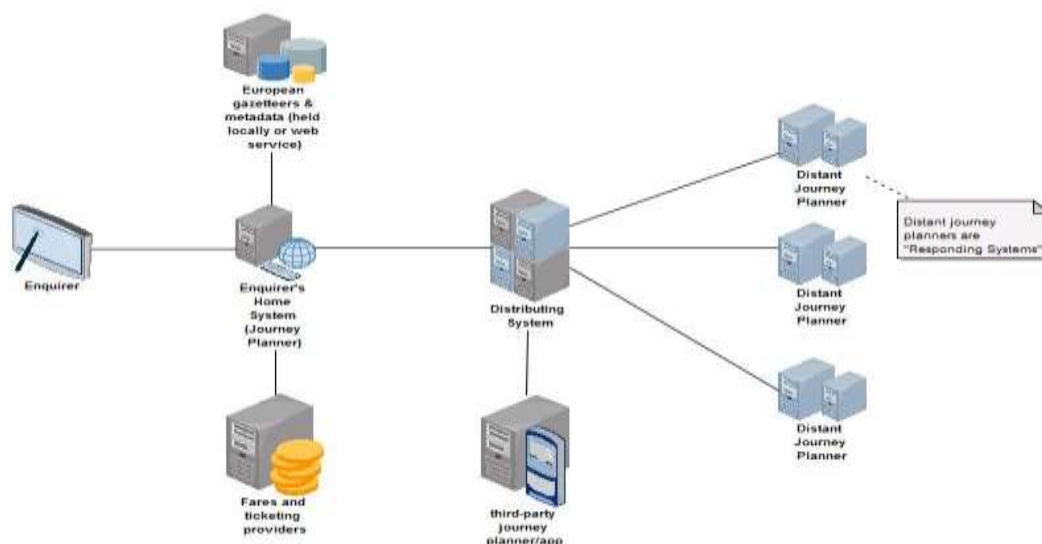 European
gazetteers &
metadata (held
locally or web
service)
Distant
Journey
Planner
Distant journey
planners are
"Responding Systems"
Enquirer
Enquirer's
Home
System
(Journey
Planner)
Distributing
System
Distant
Journey
Planner
Distant
Journey
Planner
Fares and
ticketing
providers
third-party
journey
planner/app